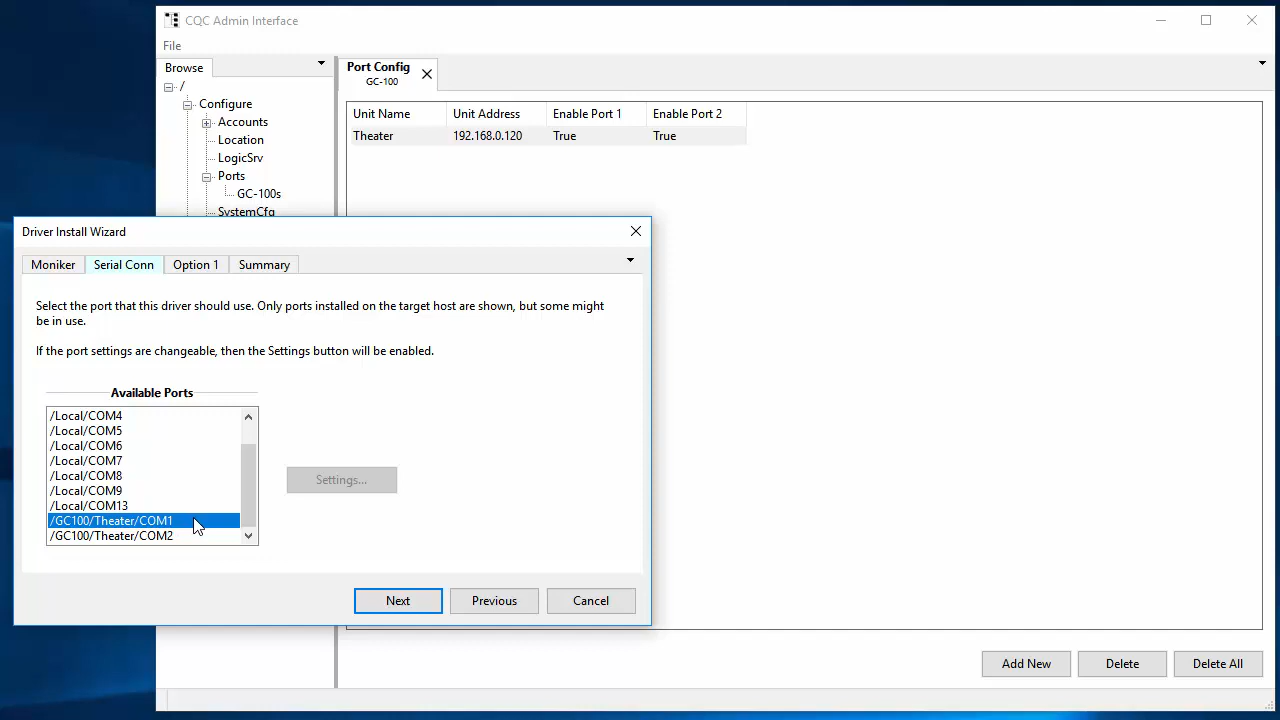 CQC Admin Interface
File
Browse
/
Configure
Accounts
Location
LogicSrv
Ports
GC-100s
SystemCfg
Port Config
GC-100
Unit Name Unit Address Enable Port 1 Enable Port 2
Theater 192.168.0.120 True True
Driver Install Wizard
Moniker Serial Conn Option 1 Summary
Select the port that this driver should use. Only ports installed on the target host are shown, but some might
be in use.
If the port settings are changeable, then the Settings button will be enabled.
Available Ports
/Local/COM4
/Local/COM5
/Local/COM6
/Local/COM7
/Local/COM8
/Local/COM9
/Local/COM13
/GC100/Theater/COM1
/GC100/Theater/COM2
Settings...
Next Previous Cancel
Add New Delete Delete All